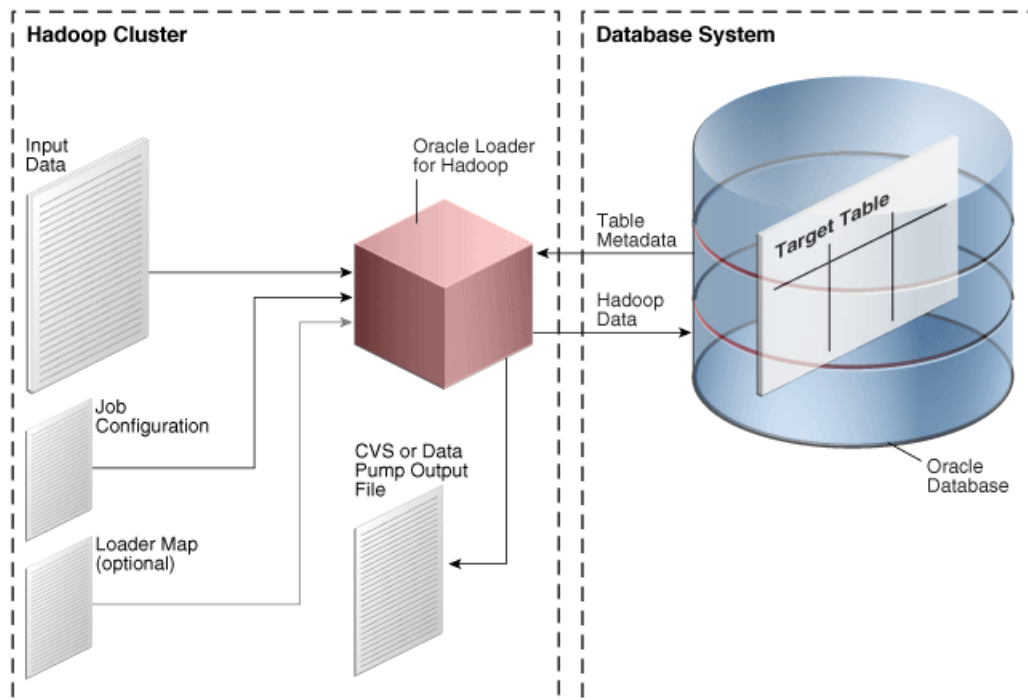 Hadoop Cluster
Database System
Input
Data
Oracle Loader
for Hadoop
Table
Metadata
Target Table
Hadoop
Data
Job
Configuration
CVS or Data
Pump Output
File
Oracle
Database
Loader Map
(optional)